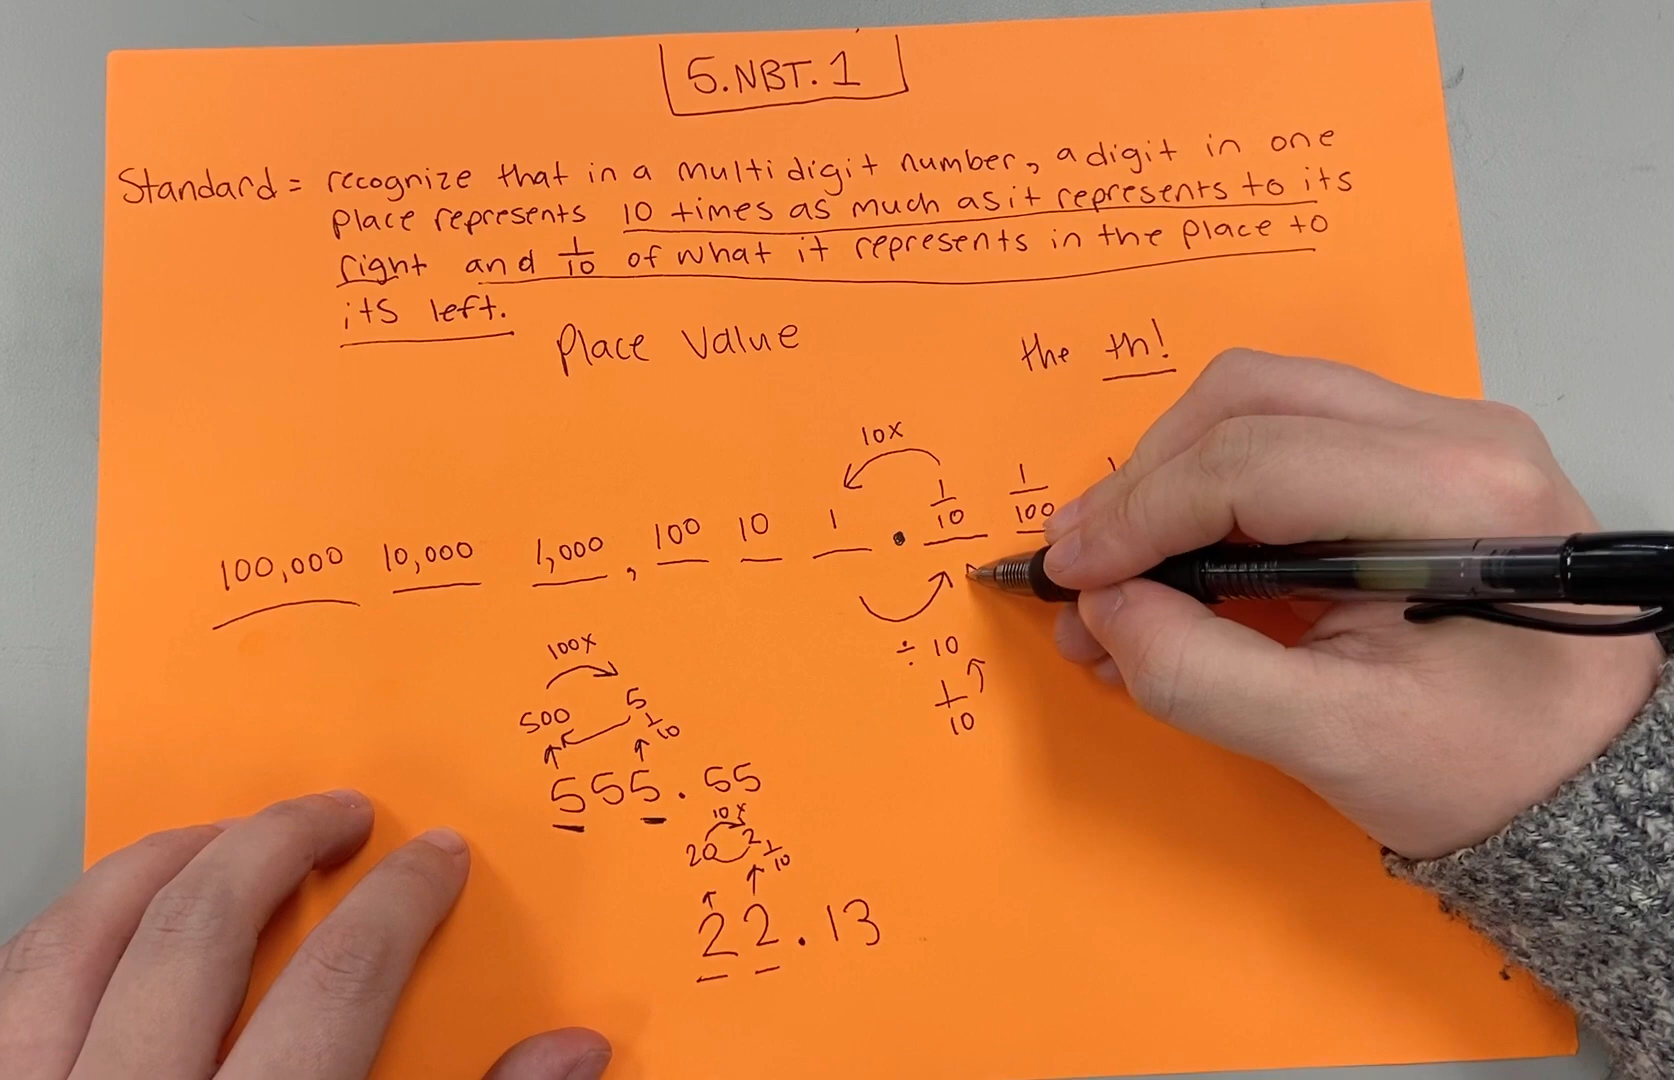 5.NBT.1
Standard = recognize that in a multi digit number, a digit in one
place represents 10 times as much as it represents to its
right and 1/10 of what it represents in the place to
its left.
Place Value
the th!
10x
100,000 10,000 1,000, 100 10 1 . 1/10 1/100
÷ 10
1/10
100x
500 5 1/10
555.55
10x
20 2 1/10
22.13